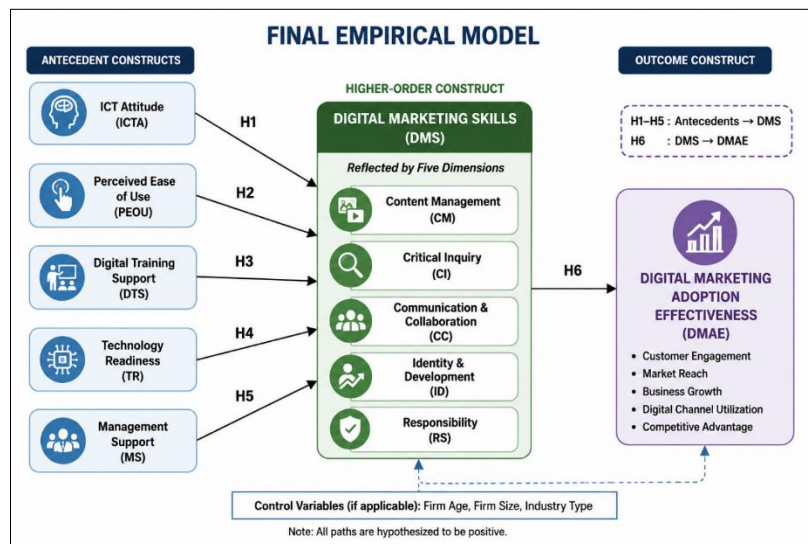 FINAL EMPIRICAL MODEL
ANTECEDENT CONSTRUCTS
ICT Attitude
(ICTA)
Perceived Ease
of Use
(PEOU)
Digital Training
Support
(DTS)
Technology
Readiness
(TR)
Management
Support
(MS)
H1
H2
H3
H4
H5
HIGHER-ORDER CONSTRUCT
DIGITAL MARKETING SKILLS
(DMS)
Reflected by Five Dimensions
Content Management
(CM)
Critical Inquiry
(CI)
Communication &
Collaboration
(CC)
Identity &
Development
(ID)
Responsibility
(RS)
H6
OUTCOME CONSTRUCT
H1–H5 : Antecedents → DMS
H6 : DMS → DMAE
DIGITAL MARKETING
ADOPTION
EFFECTIVENESS
(DMAE)
• Customer Engagement
• Market Reach
• Business Growth
• Digital Channel Utilization
• Competitive Advantage
Control Variables (if applicable): Firm Age, Firm Size, Industry Type
Note: All paths are hypothesized to be positive.